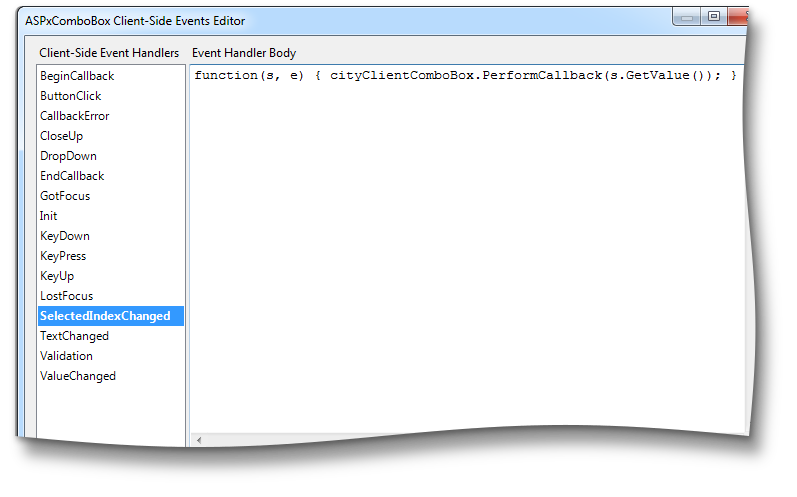 ASPxComboBox Client-Side Events Editor
Client-Side Event Handlers Event Handler Body
BeginCallback
function(s, e) { cityClientComboBox.PerformCallback(s.GetValue()); }
ButtonClick
CallbackError
CloseUp
DropDown
EndCallback
GotFocus
Init
KeyDown
KeyPress
KeyUp
LostFocus
SelectedIndexChanged
TextChanged
Validation
ValueChanged